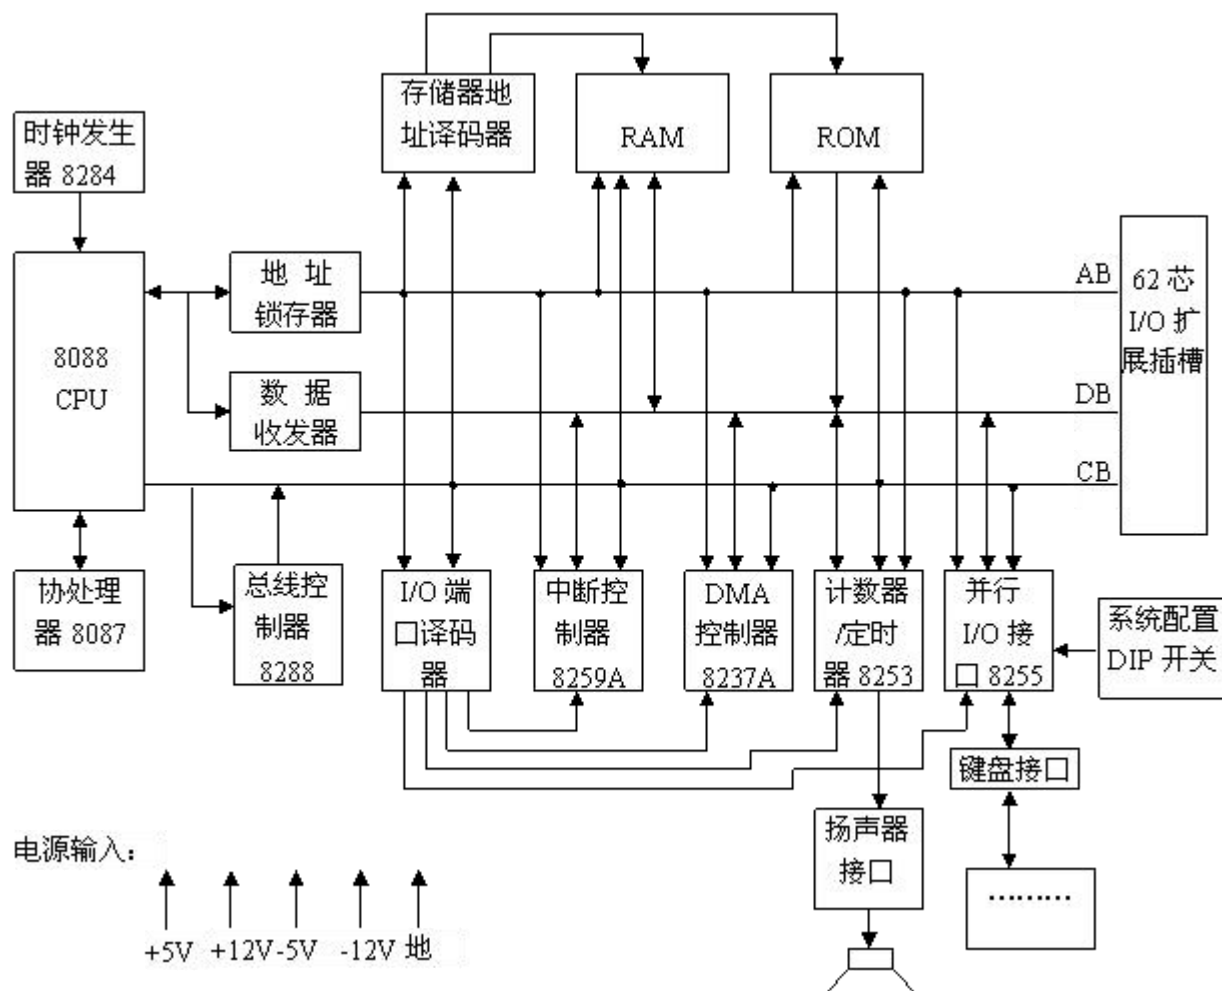 存储器地
址译码器
RAM
ROM
时钟发生
器 8284
62 芯
I/O 扩
展插槽
AB
地 址
锁存器
8088
CPU
数 据
收发器
DB
CB
协处理
器 8087
总线控
制器
8288
I/O 端
口译码
器
中断控
制器
8259A
DMA
控制器
8237A
计数器
/定时
器 8253
并行
I/O 接
口 8255
系统配置
DIP 开关
键盘接口
扬声器
接口
………
电源输入：
+5V +12V -5V -12V 地